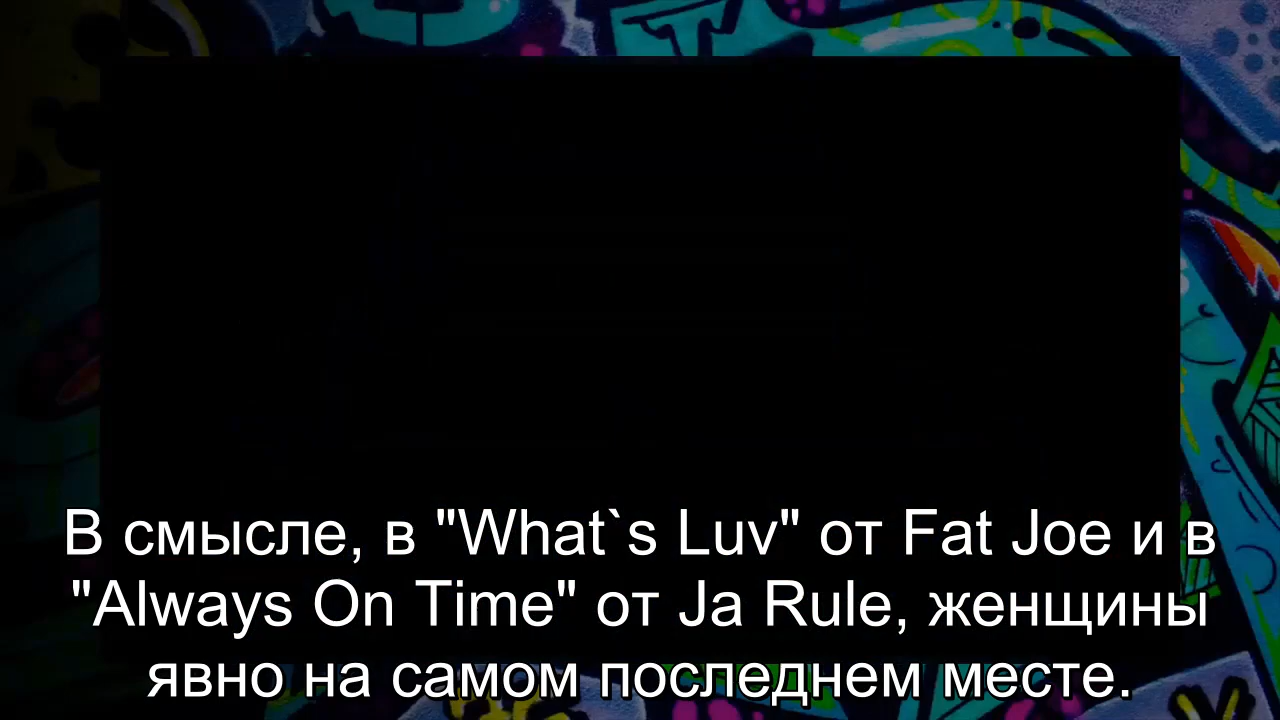 В смысле, в "What`s Luv" от Fat Joe и в
"Always On Time" от Ja Rule, женщины
явно на самом последнем месте.